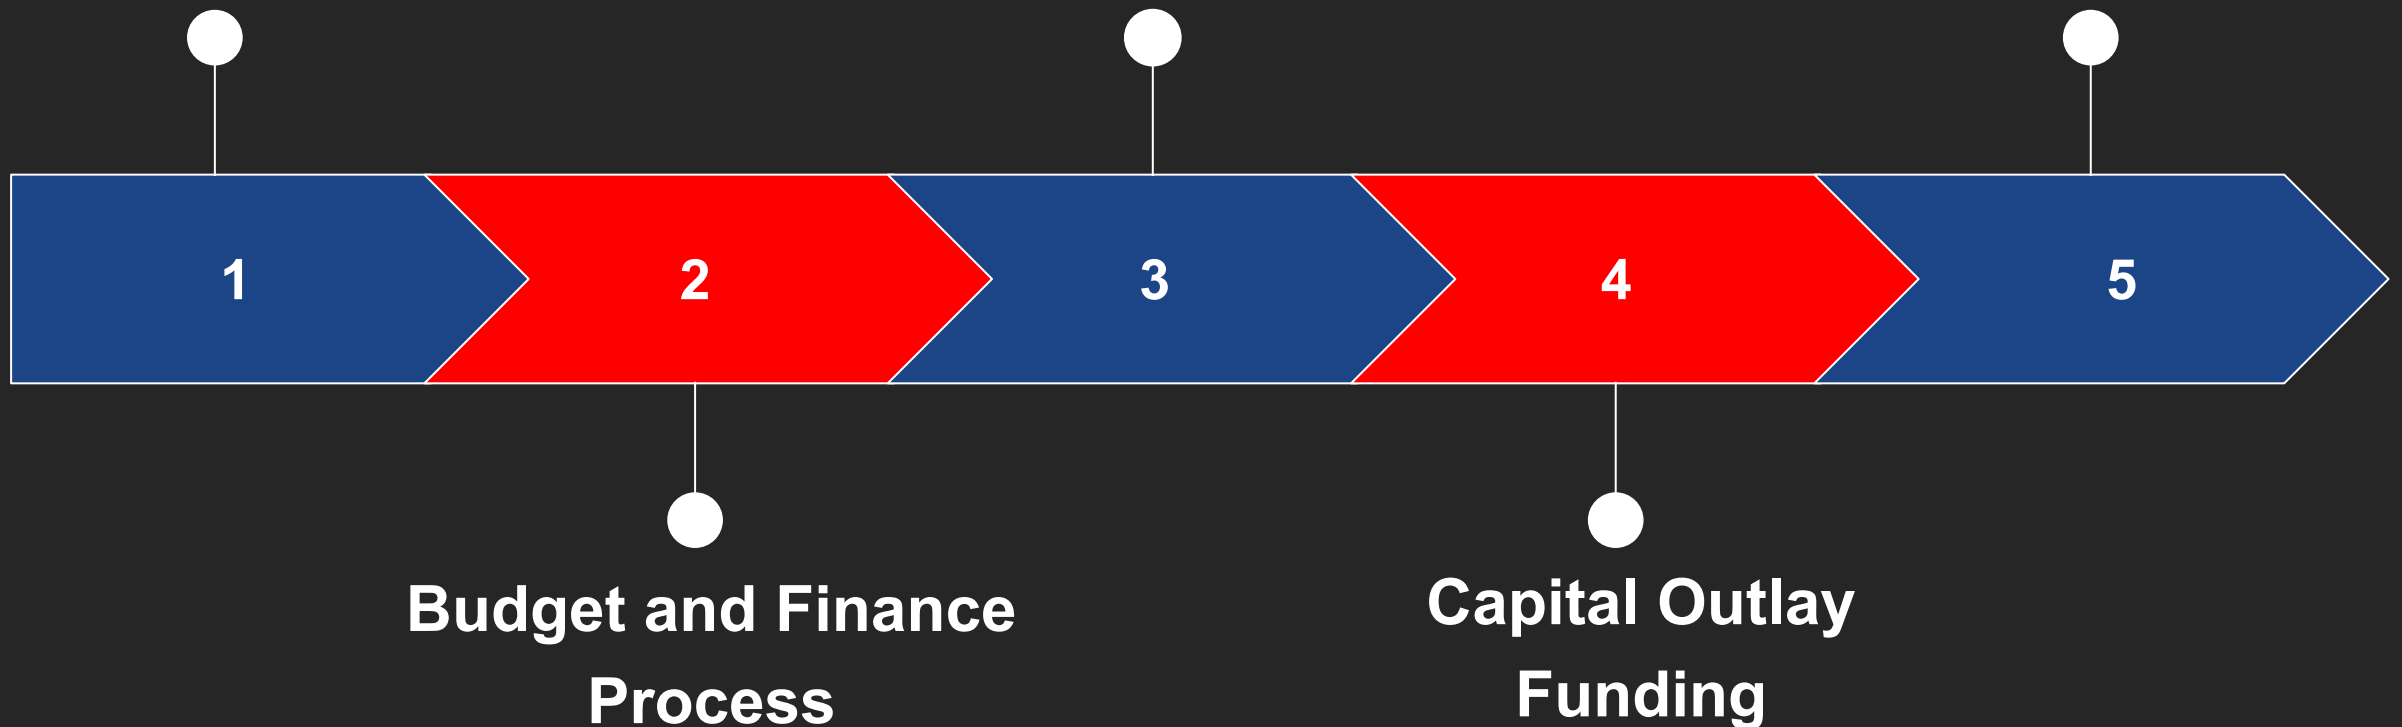 1
2
3
4
5
Budget and Finance
Process
Capital Outlay
Funding